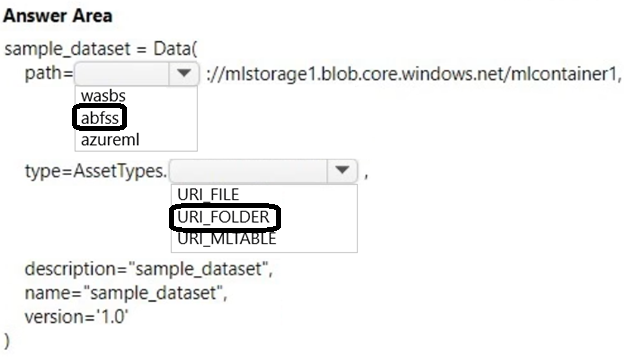 Answer Area
sample_dataset = Data(
path= ://mlstorage1.blob.core.windows.net/mlcontainer1,
wasbs
abfss
azureml
type=AssetTypes. ,
URI_FILE
URI_FOLDER
URI_MLTABLE
description="sample_dataset",
name="sample_dataset",
version='1.0'
)